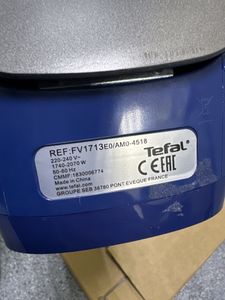 REF:FV1713E0/AM0-4518
220-240 V~
1740-2070 W
50-60 Hz
CMMF:1830006774
Made in China
www.tefal.com
GROUPE SEB 38780 PONT EVEQUE FRANCE
Tefal
CE EAC